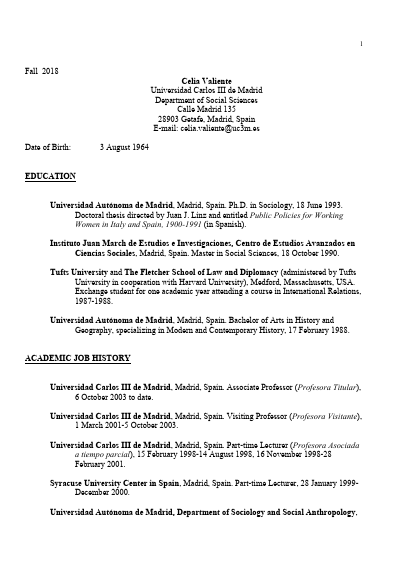 1
Fall 2018
Celia Valiente
Universidad Carlos III de Madrid
Department of Social Sciences
Calle Madrid 135
28903 Getafe, Madrid, Spain
E-mail: celia.valiente@uc3m.es
Date of Birth: 3 August 1964
EDUCATION
Universidad Autónoma de Madrid, Madrid, Spain. Ph.D. in Sociology, 18 June 1993.
Doctoral thesis directed by Juan J. Linz and entitled Public Policies for Working
Women in Italy and Spain, 1900-1991 (in Spanish).
Instituto Juan March de Estudios e Investigaciones, Centro de Estudios Avanzados en
Ciencias Sociales, Madrid, Spain. Master in Social Sciences, 18 October 1990.
Tufts University and The Fletcher School of Law and Diplomacy (administered by Tufts
University in cooperation with Harvard University), Medford, Massachusetts, USA.
Exchange student for one academic year attending a course in International Relations,
1987-1988.
Universidad Autónoma de Madrid, Madrid, Spain. Bachelor of Arts in History and
Geography, specializing in Modern and Contemporary History, 17 February 1988.
ACADEMIC JOB HISTORY
Universidad Carlos III de Madrid, Madrid, Spain. Associate Professor (Profesora Titular),
6 October 2003 to date.
Universidad Carlos III de Madrid, Madrid, Spain. Visiting Professor (Profesora Visitante),
1 March 2001-5 October 2003.
Universidad Carlos III de Madrid, Madrid, Spain. Part-time Lecturer (Profesora Asociada
a tiempo parcial), 15 February 1998-14 August 1998, 16 November 1998-28
February 2001.
Syracuse University Center in Spain, Madrid, Spain. Part-time Lecturer, 28 January 1999-
December 2000.
Universidad Autónoma de Madrid, Department of Sociology and Social Anthropology,